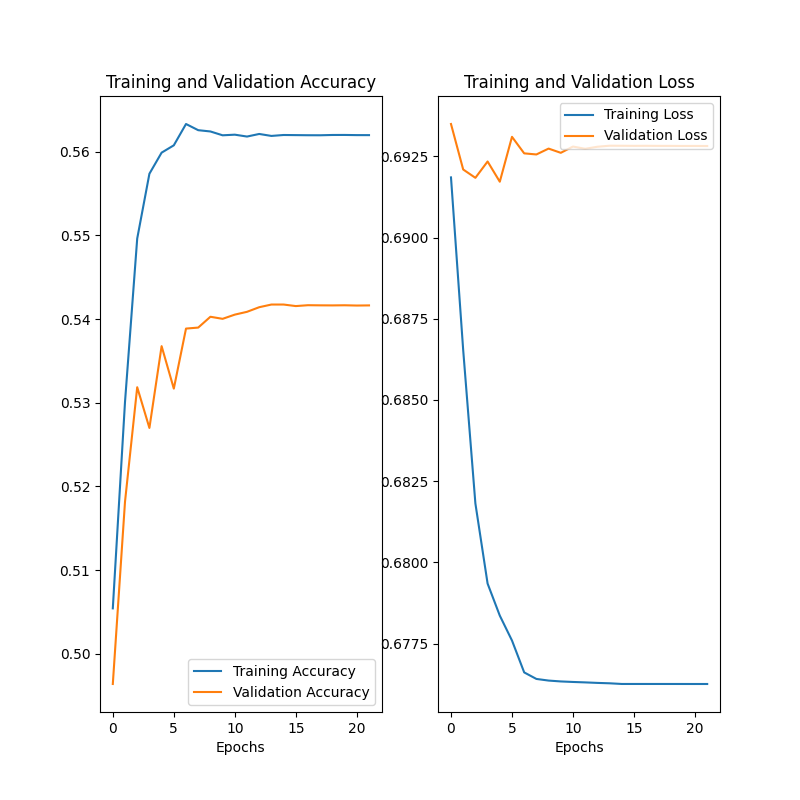 Training and Validation Accuracy
0.56
0.55
0.54
0.53
0.52
0.51
0.50
0 5 10 15 20
Epochs
Training Accuracy
Validation Accuracy
Training and Validation Loss
0.6925
0.6900
0.6875
0.6850
0.6825
0.6800
0.6775
0 5 10 15 20
Epochs
Training Loss
Validation Loss